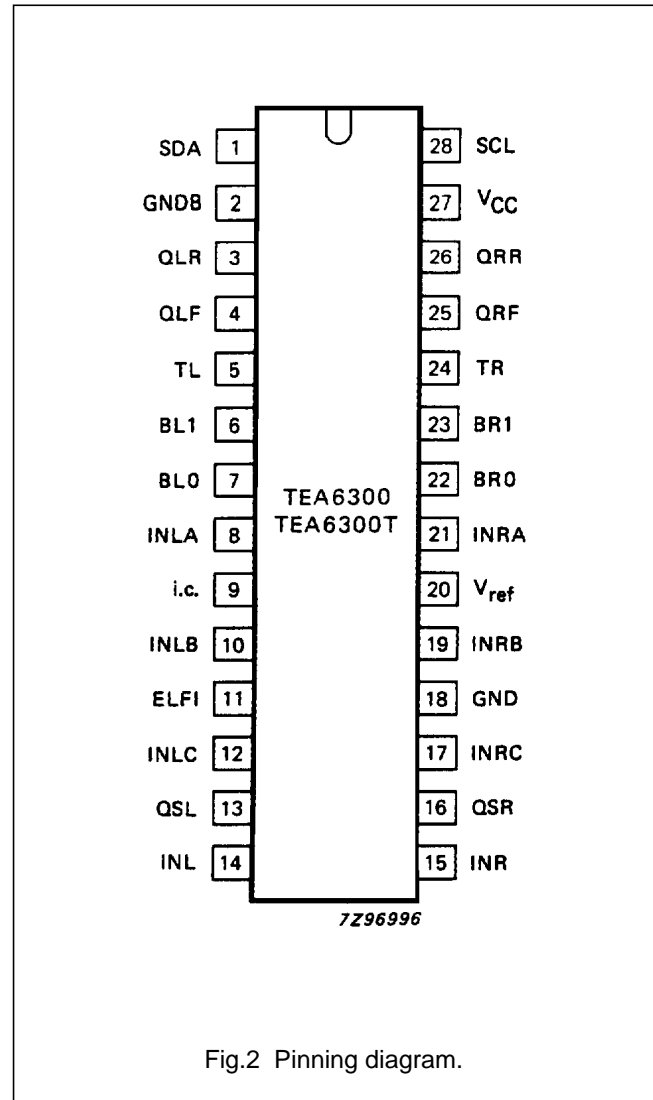 SDA 1 28 SCL
GNDB 2 27 VCC
QLR 3 26 QRR
QLF 4 25 QRF
TL 5 24 TR
BL1 6 23 BR1
BL0 7 22 BR0
TEA6300
TEA6300T
INLA 8 21 INRA
i.c. 9 20 Vref
INLB 10 19 INRB
ELFI 11 18 GND
INLC 12 17 INRC
QSL 13 16 QSR
INL 14 15 INR
7Z96996
Fig.2 Pinning diagram.